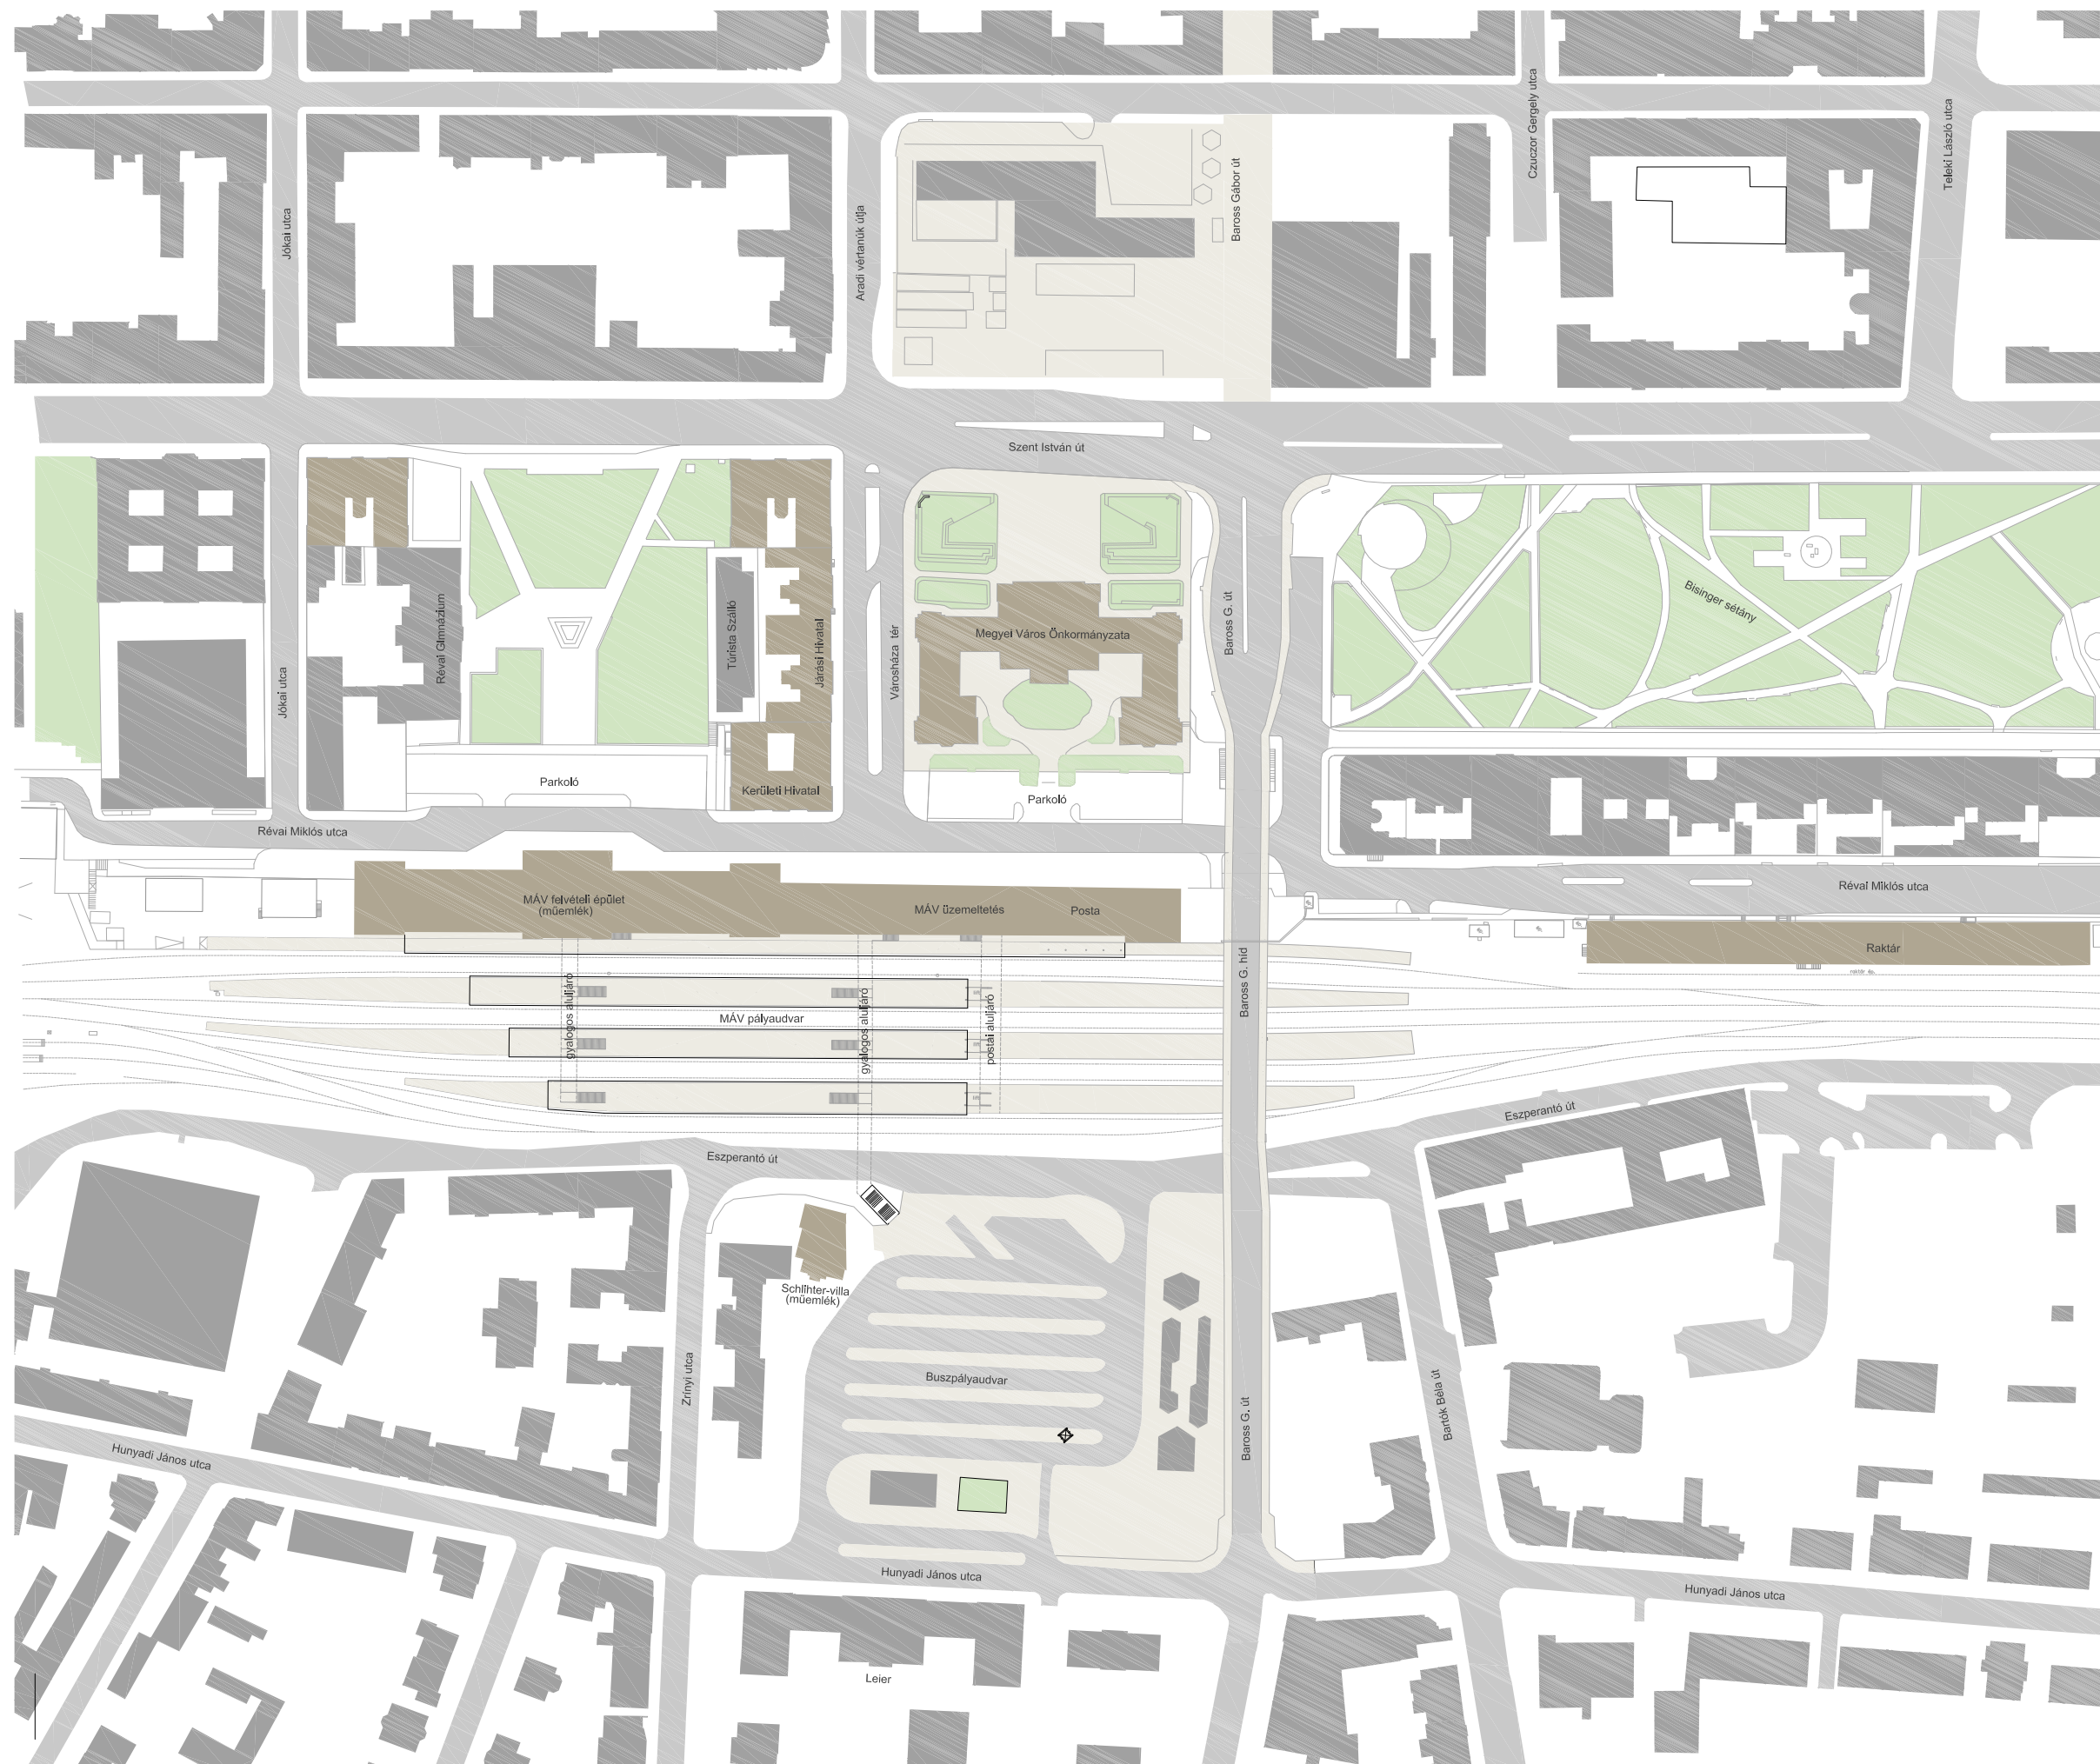 Czuczor Gergely utca
Teleki László utca
Jókai utca
Aradi vértanúk útja
Baross Gábor út
Szent István út
Bisinger sétány
Révai Gimnázium
Túrista Szálló
Járási Hivatal
Városháza tér
Megyei Város Önkormányzata
Baross G. út
Jókai utca
Parkoló
Kerületi Hivatal
Parkoló
Révai Miklós utca
Révai Miklós utca
MÁV felvételi épület
(műemlék)
MÁV üzemeltetés
Posta
Raktár
raktár ép.
Baross G. híd
gyalogos aluljáró
gyalogos aluljáró
postai aluljáró
MÁV pályaudvar
Eszperantó út
Eszperantó út
Schlihter-villa
(műemlék)
Zrínyi utca
Buszpályaudvar
Baross G. út
Bartók Béla út
Hunyadi János utca
Hunyadi János utca
Hunyadi János utca
Leier